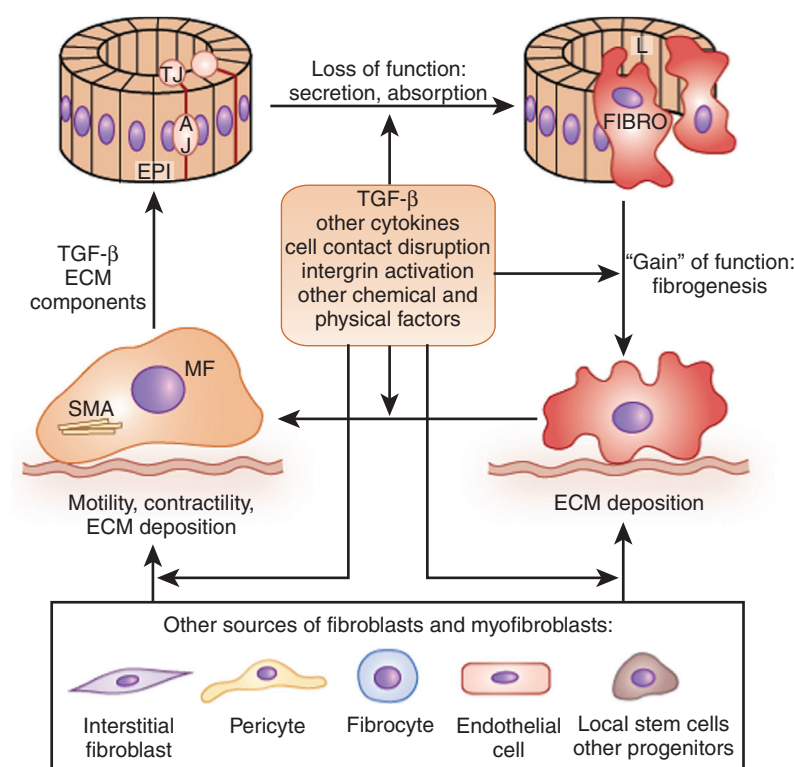 TJ
A
J
EPI
Loss of function:
secretion, absorption
L
FIBRO
TGF-β
other cytokines
cell contact disruption
intergrin activation
other chemical and
physical factors
TGF-β
ECM
components
“Gain” of function:
fibrogenesis
MF
SMA
Motility, contractility,
ECM deposition
ECM deposition
Other sources of fibroblasts and myofibroblasts:
Interstitial
fibroblast
Pericyte
Fibrocyte
Endothelial
cell
Local stem cells
other progenitors